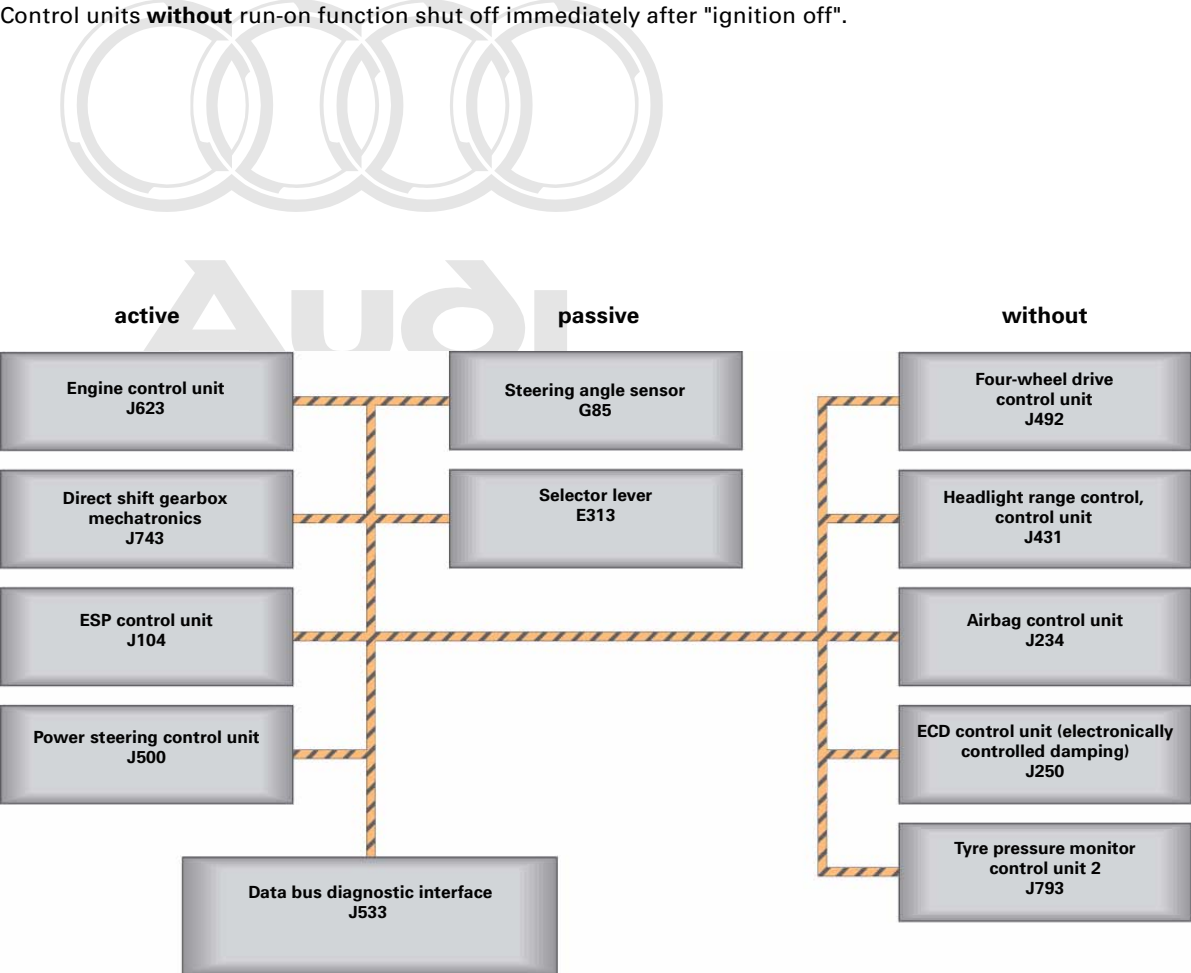 Control units without run-on function shut off immediately after "ignition off".
Audi
active
passive
without
Engine control unit
J623
Steering angle sensor
G85
Four-wheel drive
control unit
J492
Direct shift gearbox
mechatronics
J743
Selector lever
E313
Headlight range control,
control unit
J431
ESP control unit
J104
Airbag control unit
J234
Power steering control unit
J500
ECD control unit (electronically
controlled damping)
J250
Data bus diagnostic interface
J533
Tyre pressure monitor
control unit 2
J793